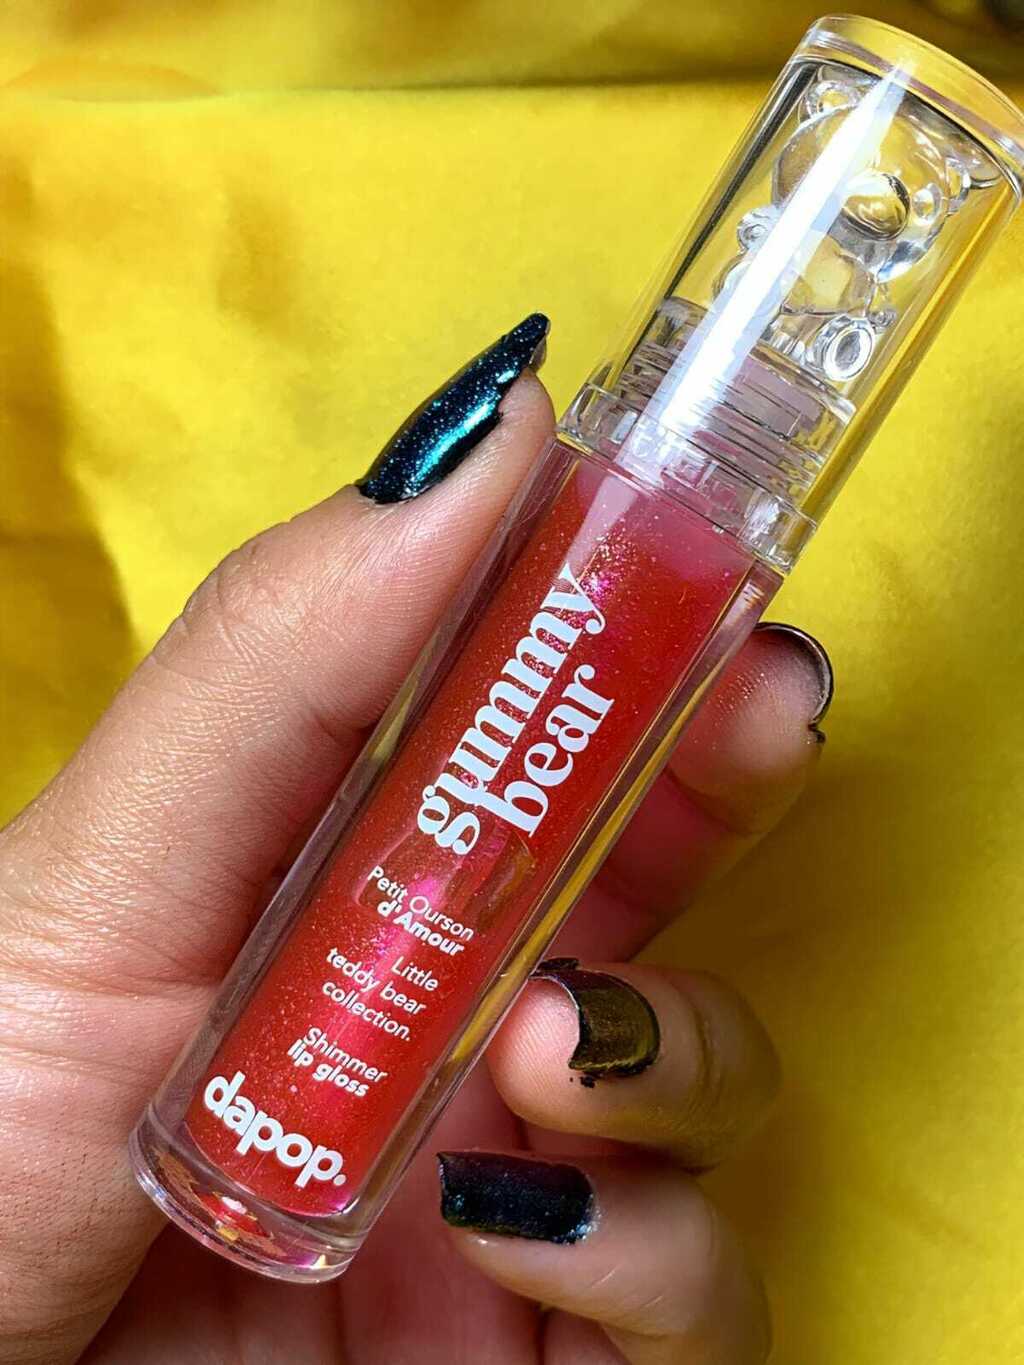 gummy
bear
Petit Ourson
d'Amour
Little
teddy bear
collection.
Shimmer
lip gloss
dapop.